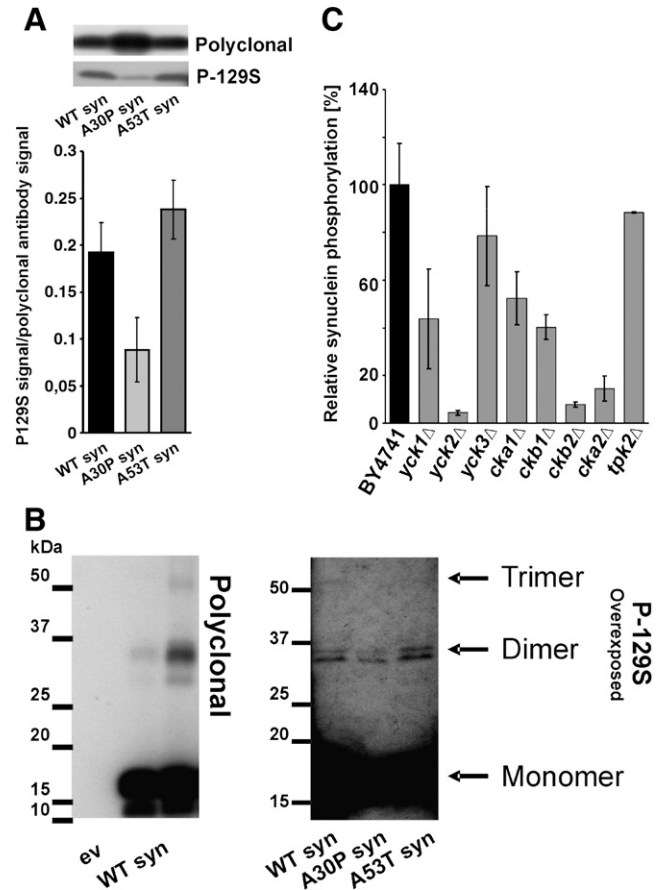 A
Polyclonal
P-129S
WT syn
A30P syn
A53T syn
P129S signal/polyclonal antibody signal
0.3
0.25
0.2
0.15
0.1
0,05
0
WT syn
A30P syn
A53T syn
C
Relative synuclein phosphorylation [%]
140
100
60
20
0
BY4741
yck1Δ
yck2Δ
yck3Δ
cka1Δ
ckb1Δ
ckb2Δ
cka2Δ
tpk2Δ
B
kDa
50
37
25
20
15
10
ev
WT syn
Polyclonal
50
37
25
20
15
WT syn
A30P syn
A53T syn
Trimer
Dimer
Monomer
P-129S
Overexposed